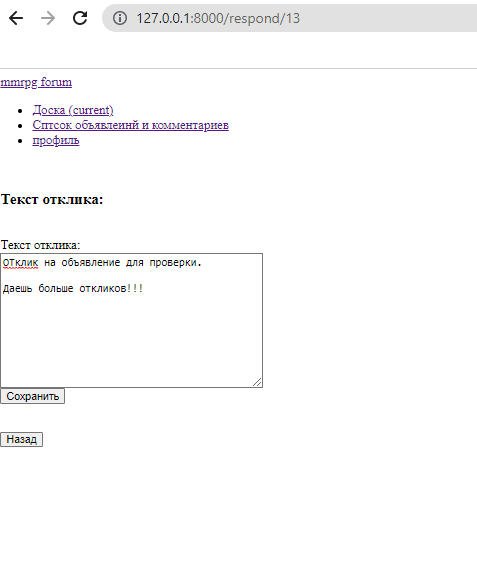 127.0.0.1:8000/respond/13
mmrpg forum
Доска (current)
Сптсок объявлеинй и комментариев
профиль
Текст отклика:
Текст отклика:
ОТклик на объявление для проверки.
Даешь больше откликов!!!
Сохранить
Назад